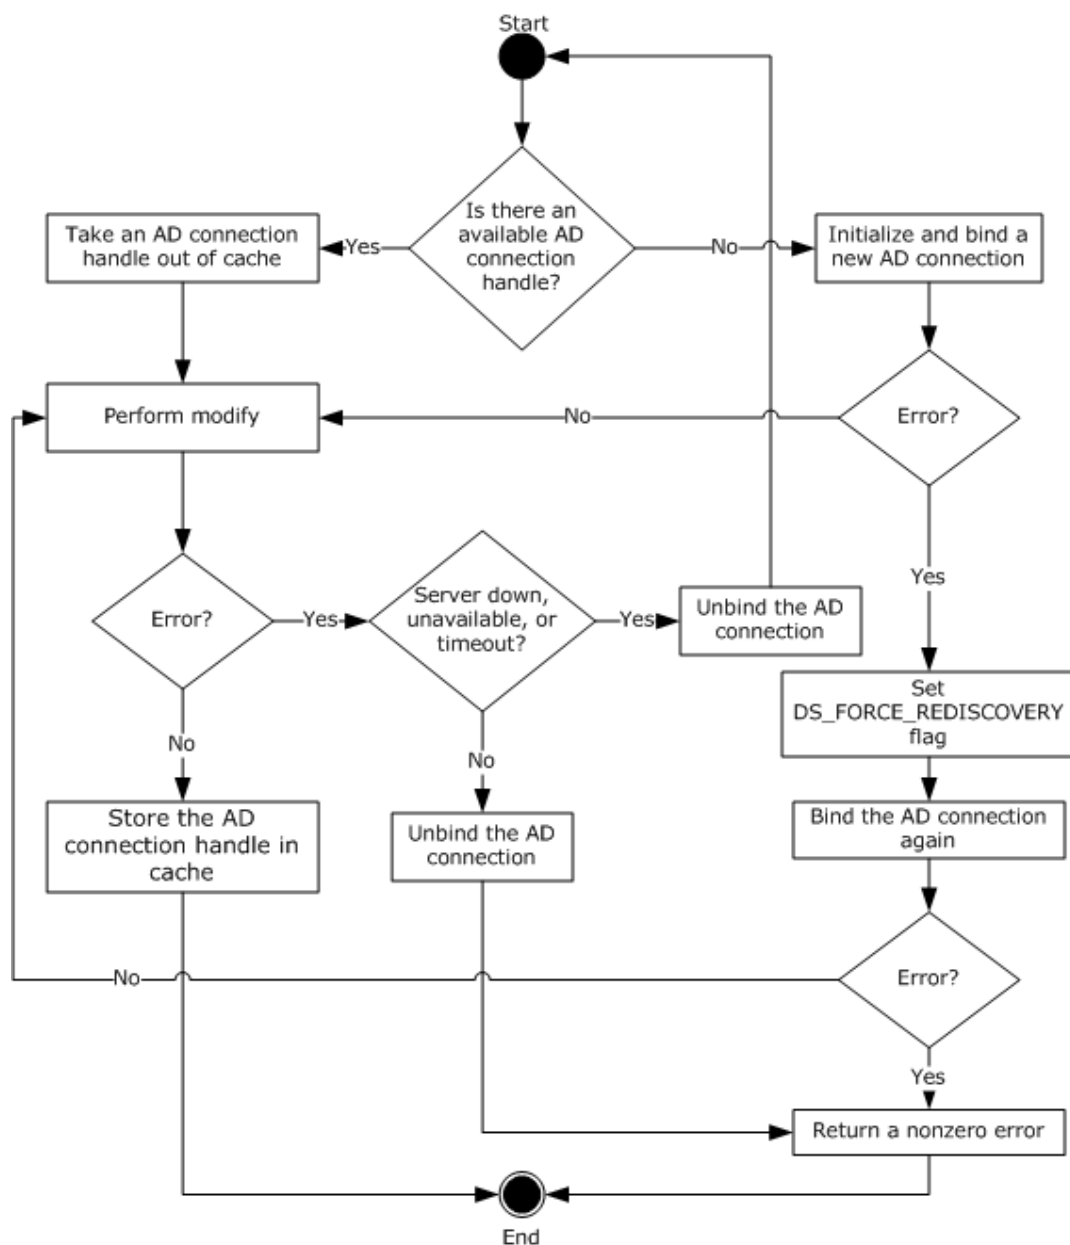 Start
Is there an
available AD
connection
handle?
Yes
No
Take an AD connection
handle out of cache
Initialize and bind a
new AD connection
Perform modify
No
Error?
Yes
Error?
Yes
Server down,
unavailable, or
timeout?
Yes
Unbind the AD
connection
Set
DS_FORCE_REDISCOVERY
flag
No
No
Store the AD
connection handle in
cache
Unbind the AD
connection
Bind the AD connection
again
No
Error?
Yes
Return a nonzero error
End